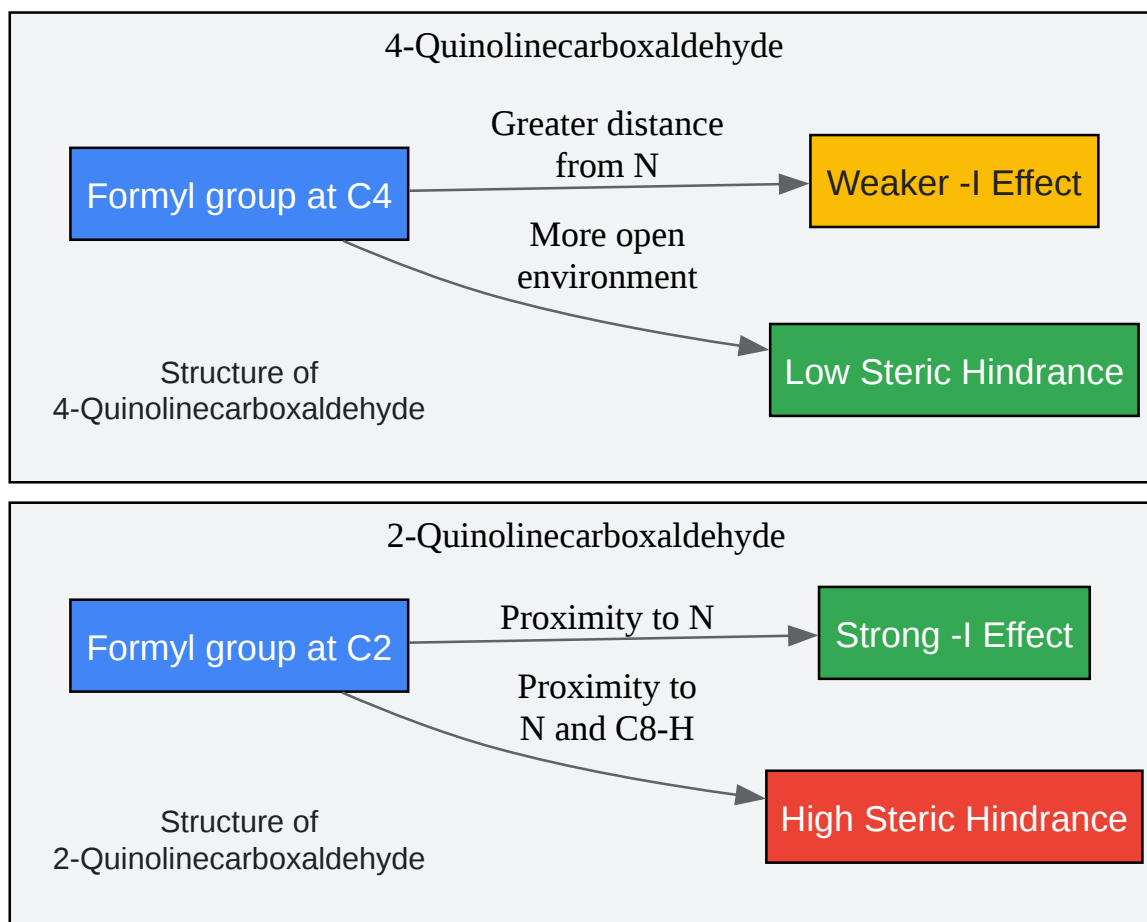 4-Quinolinecarboxaldehyde
Greater distance
from N
Formyl group at C4
Weaker -I Effect
More open
environment
Low Steric Hindrance
Structure of
4-Quinolinecarboxaldehyde
2-Quinolinecarboxaldehyde
Proximity to N
Formyl group at C2
Strong -I Effect
Proximity to
N and C8-H
High Steric Hindrance
Structure of
2-Quinolinecarboxaldehyde